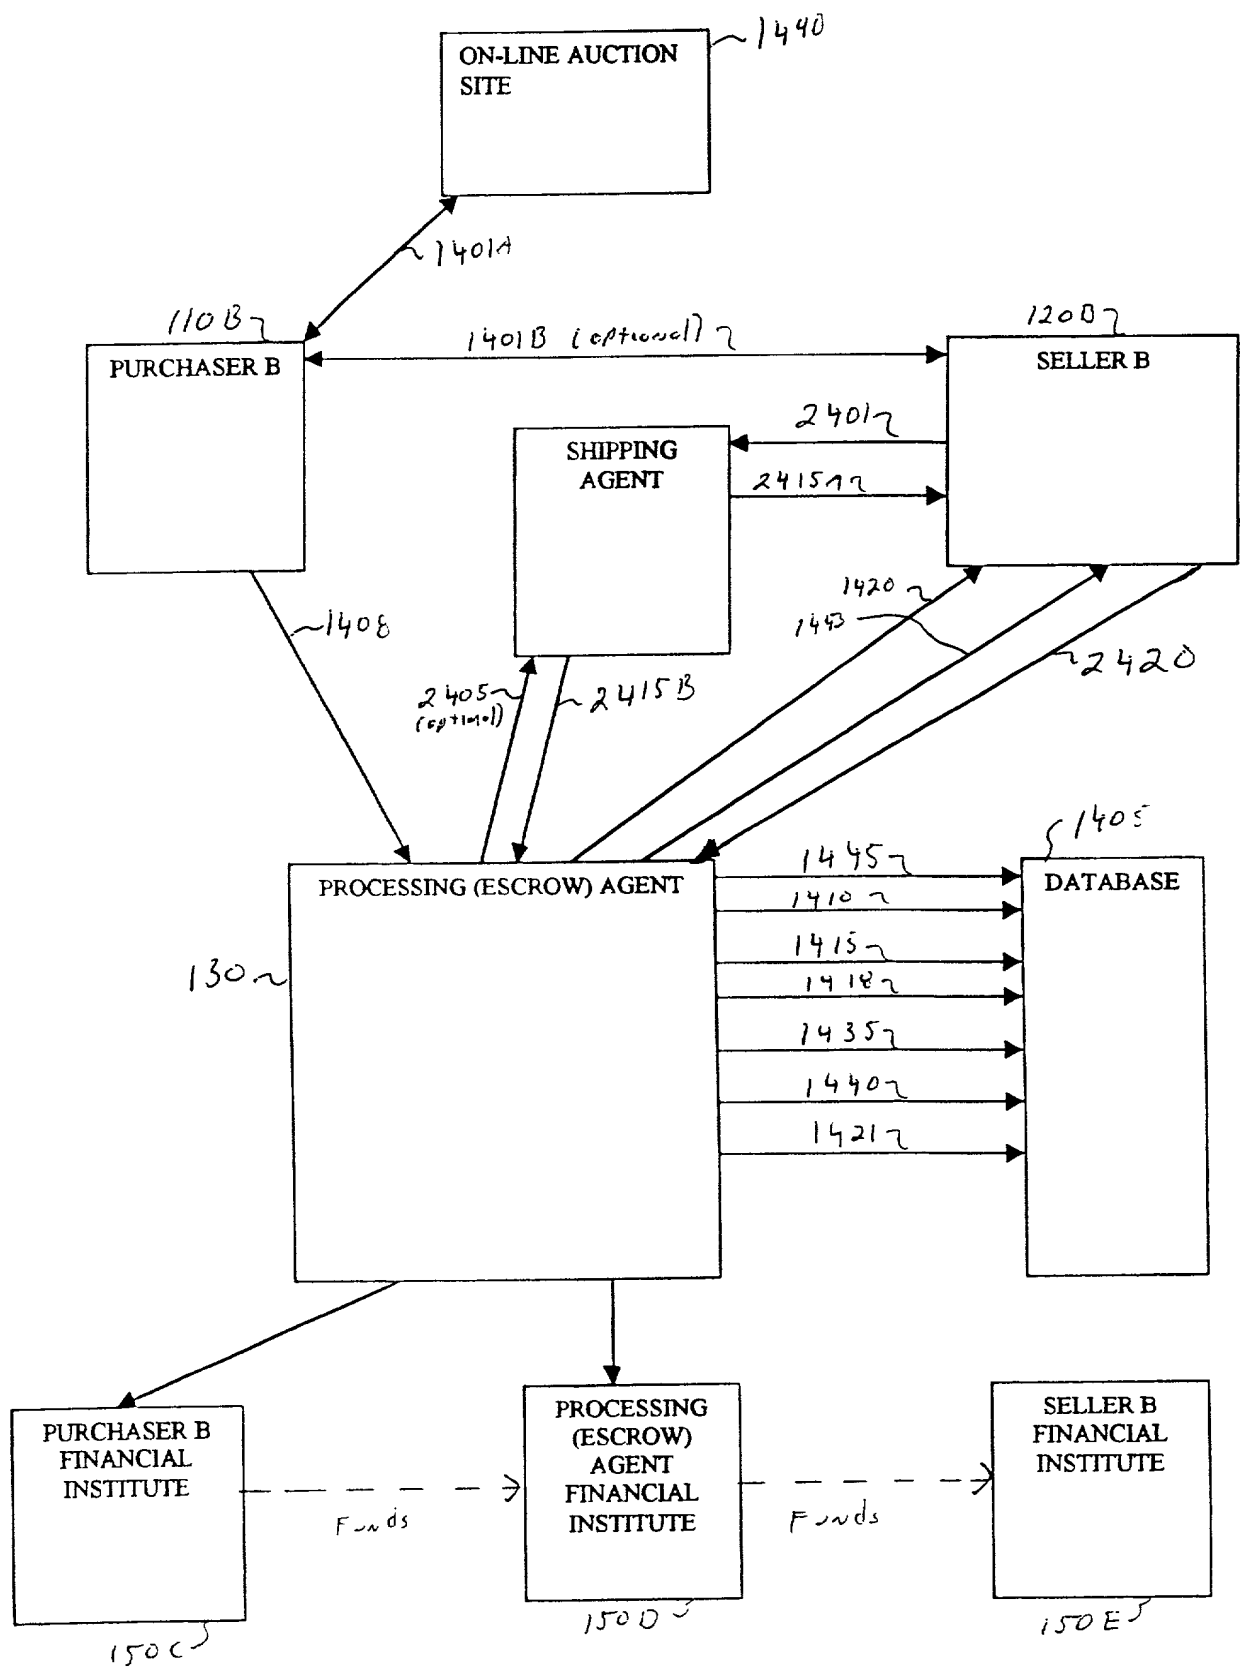 1440
ON-LINE AUCTION
SITE
1401A
110B
1401B (optional)
120B
PURCHASER B
SELLER B
2401
SHIPPING
AGENT
2415A
1420
1443
1408
2405
(optional)
2415B
2420
1405
PROCESSING (ESCROW) AGENT
1445
DATABASE
1410
1415
130
1418
1435
1440
1421
PURCHASER B
FINANCIAL
INSTITUTE
PROCESSING
(ESCROW)
AGENT
FINANCIAL
INSTITUTE
SELLER B
FINANCIAL
INSTITUTE
Funds
Funds
150C
150D
150E